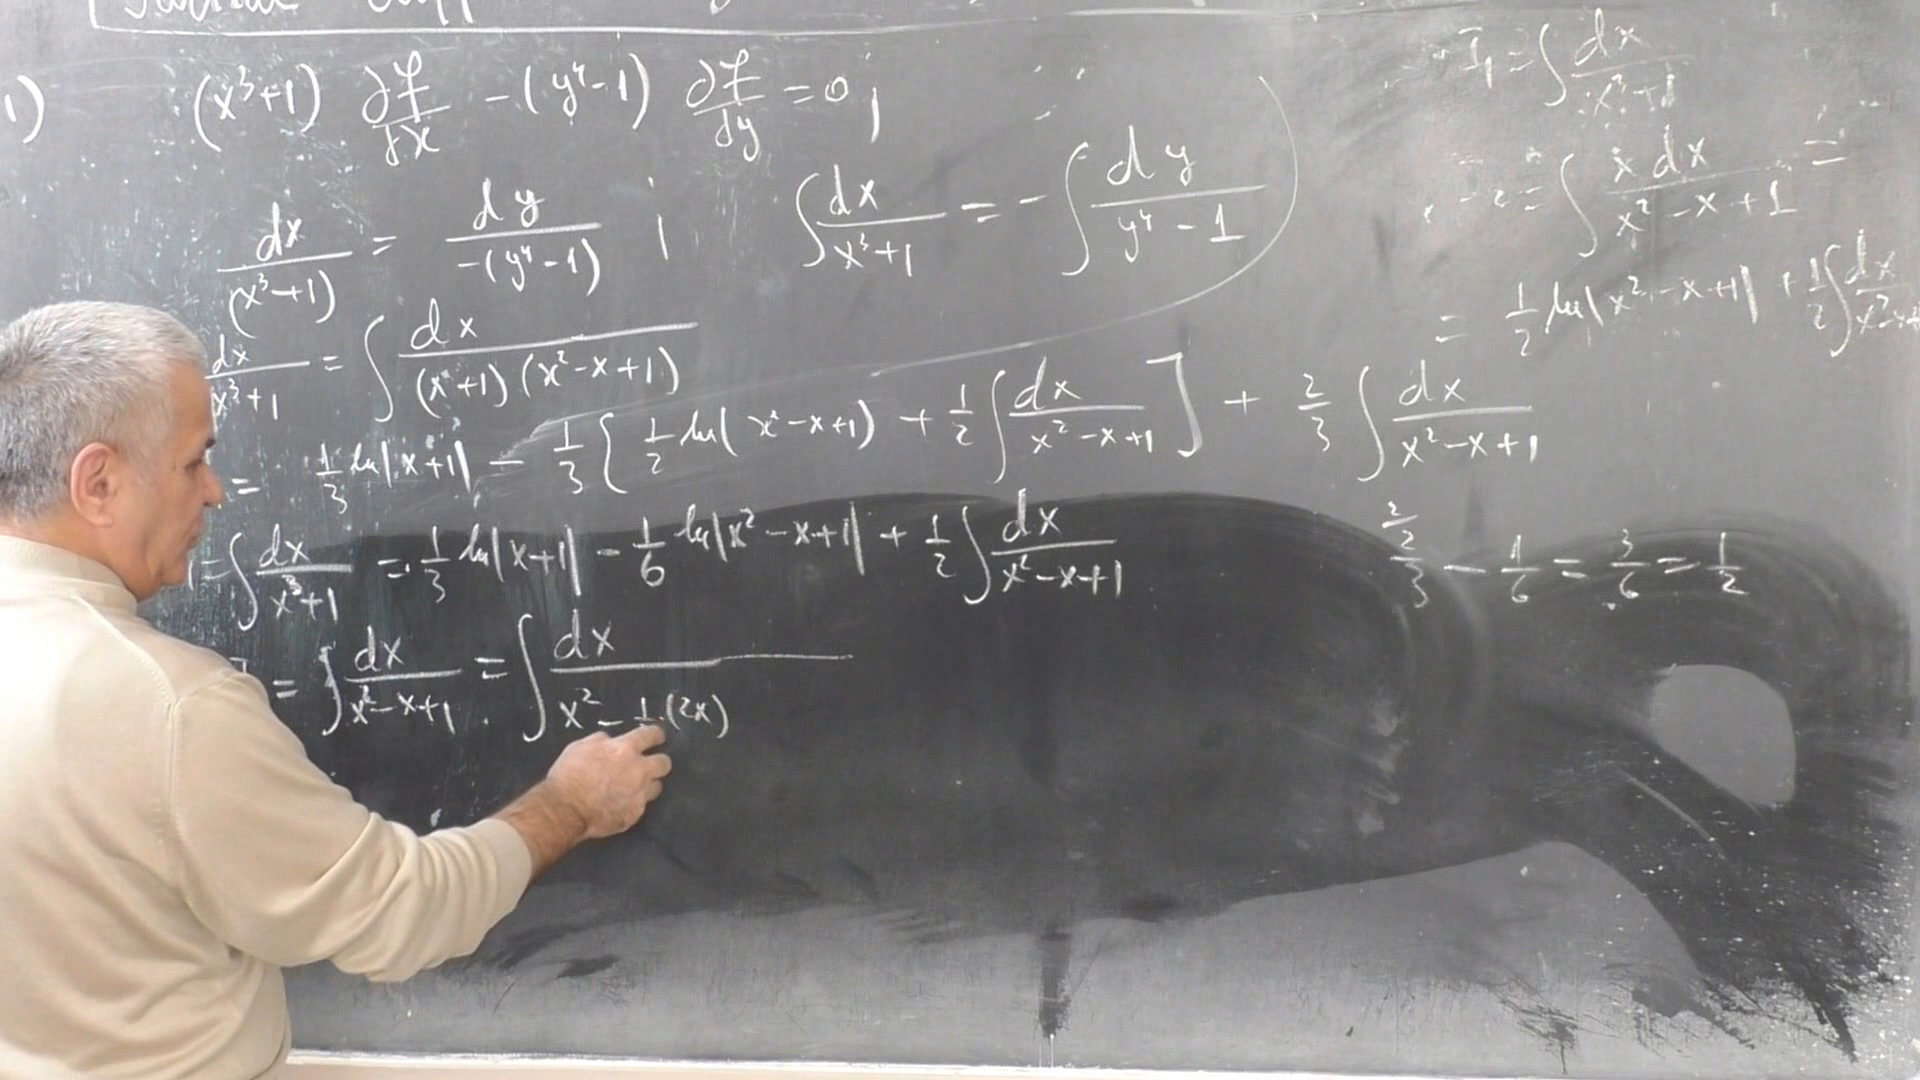 1) (x³+1) ∂f/∂x - (y⁴-1) ∂f/∂y = 0;
dx/(x³+1) = dy/-(y⁴-1) ; ∫ dx/(x³+1) = - ∫ dy/(y⁴-1)
dx/(x³+1) = ∫ dx/((x+1)(x²-x+1))
= 1/3 ln|x+1| - 1/3 [ 1/2 ln(x²-x+1) + 1/2 ∫ dx/(x²-x+1) ] + 2/3 ∫ dx/(x²-x+1)
= ∫ dx/(x³+1) = 1/3 ln|x+1| - 1/6 ln|x²-x+1| + 1/2 ∫ dx/(x²-x+1)
= ∫ dx/(x²-x+1) = ∫ dx/(x² - 1/2 (2x)
I₁ = ∫ dx/(x³+1)
= ∫ x dx/(x²-x+1) =
= 1/2 ln|x²-x+1| + 1/2 ∫ dx/(x²-x+
2
2/3 - 1/6 = 3/6 = 1/2